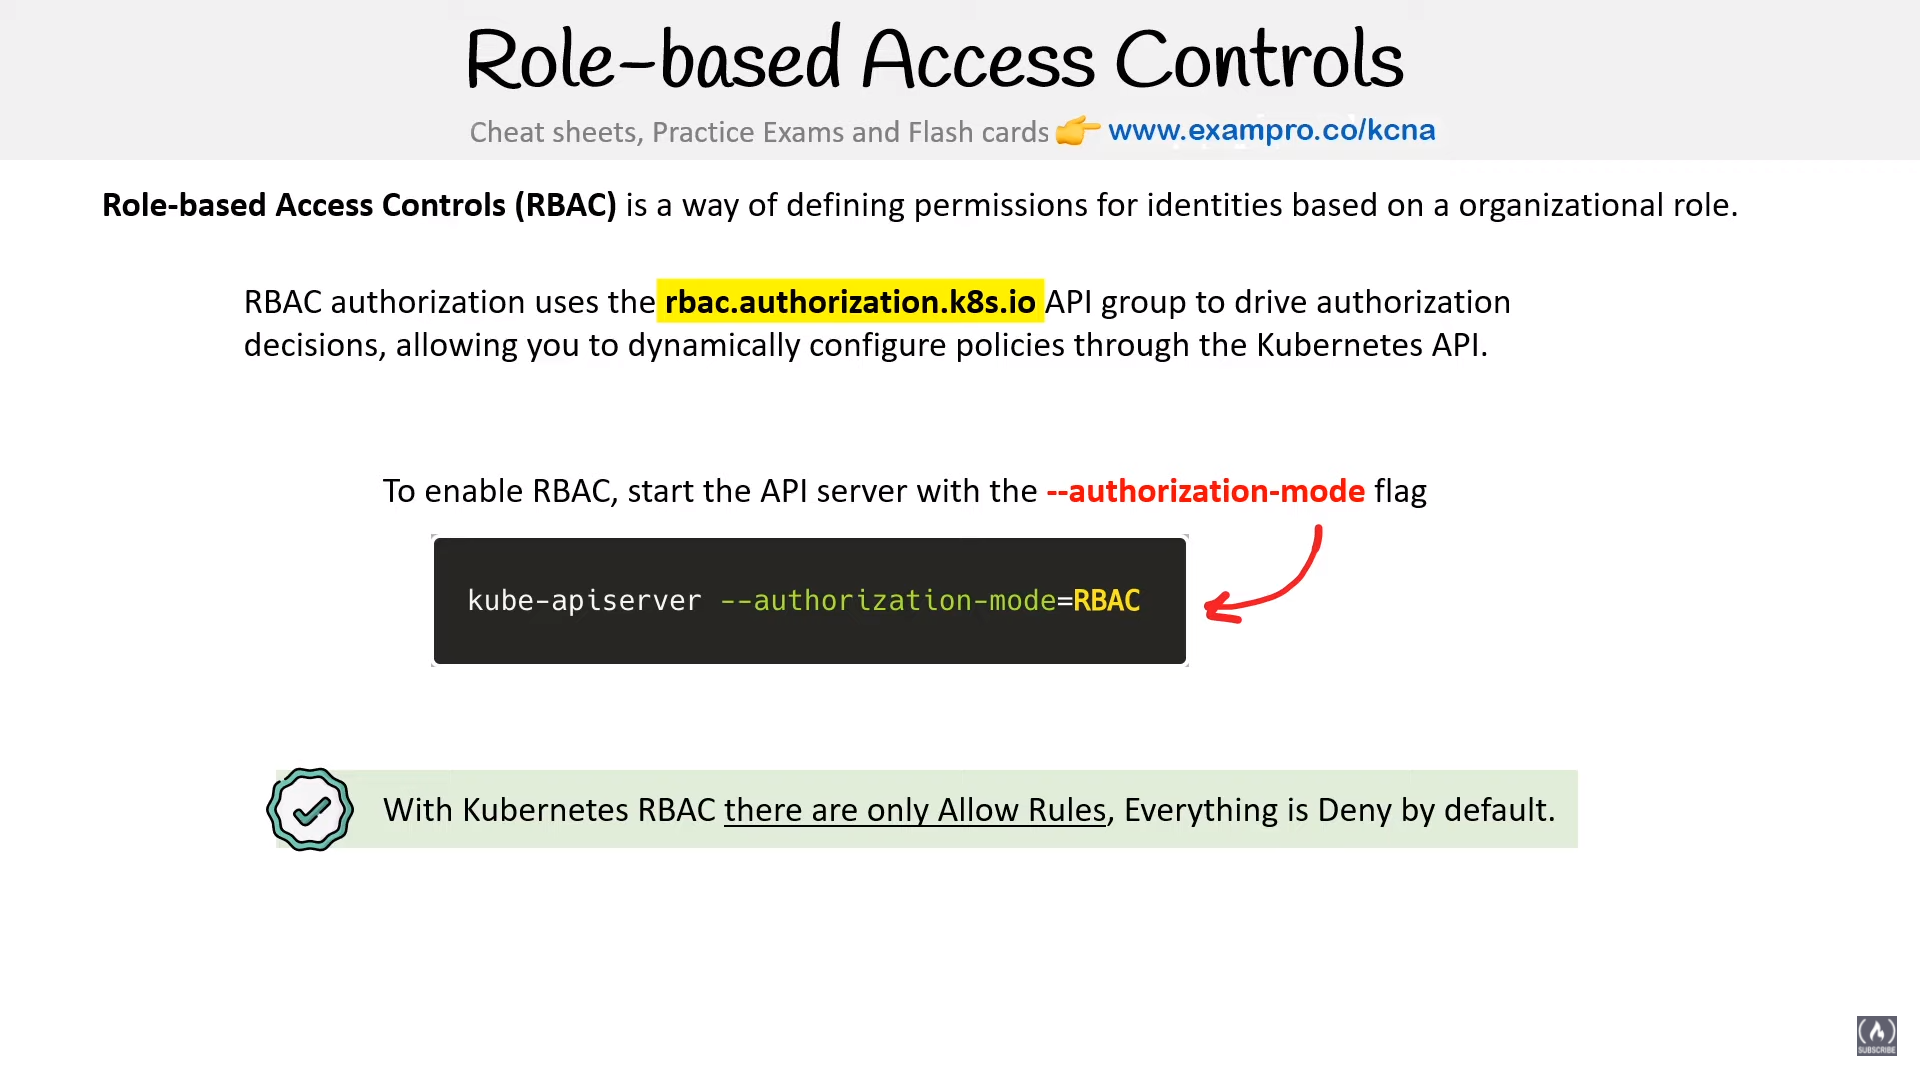 Role-based Access Controls
Cheat sheets, Practice Exams and Flash cards www.exampro.co/kcna
Role-based Access Controls (RBAC) is a way of defining permissions for identities based on a organizational role.
RBAC authorization uses the rbac.authorization.k8s.io API group to drive authorization
decisions, allowing you to dynamically configure policies through the Kubernetes API.
To enable RBAC, start the API server with the --authorization-mode flag
kube-apiserver --authorization-mode=RBAC
With Kubernetes RBAC there are only Allow Rules, Everything is Deny by default.
SUBSCRIBE